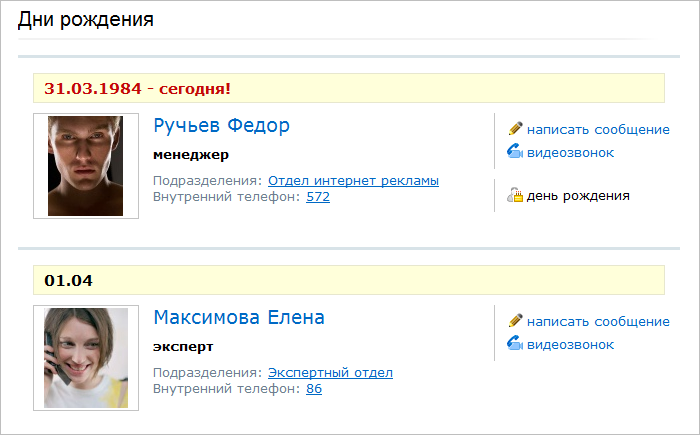 Дни рождения
31.03.1984 - сегодня!
Ручьев Федор
менеджер
Подразделения: Отдел интернет рекламы
Внутренний телефон: 572
написать сообщение
видеозвонок
день рождения
01.04
Максимова Елена
эксперт
Подразделения: Экспертный отдел
Внутренний телефон: 86
написать сообщение
видеозвонок